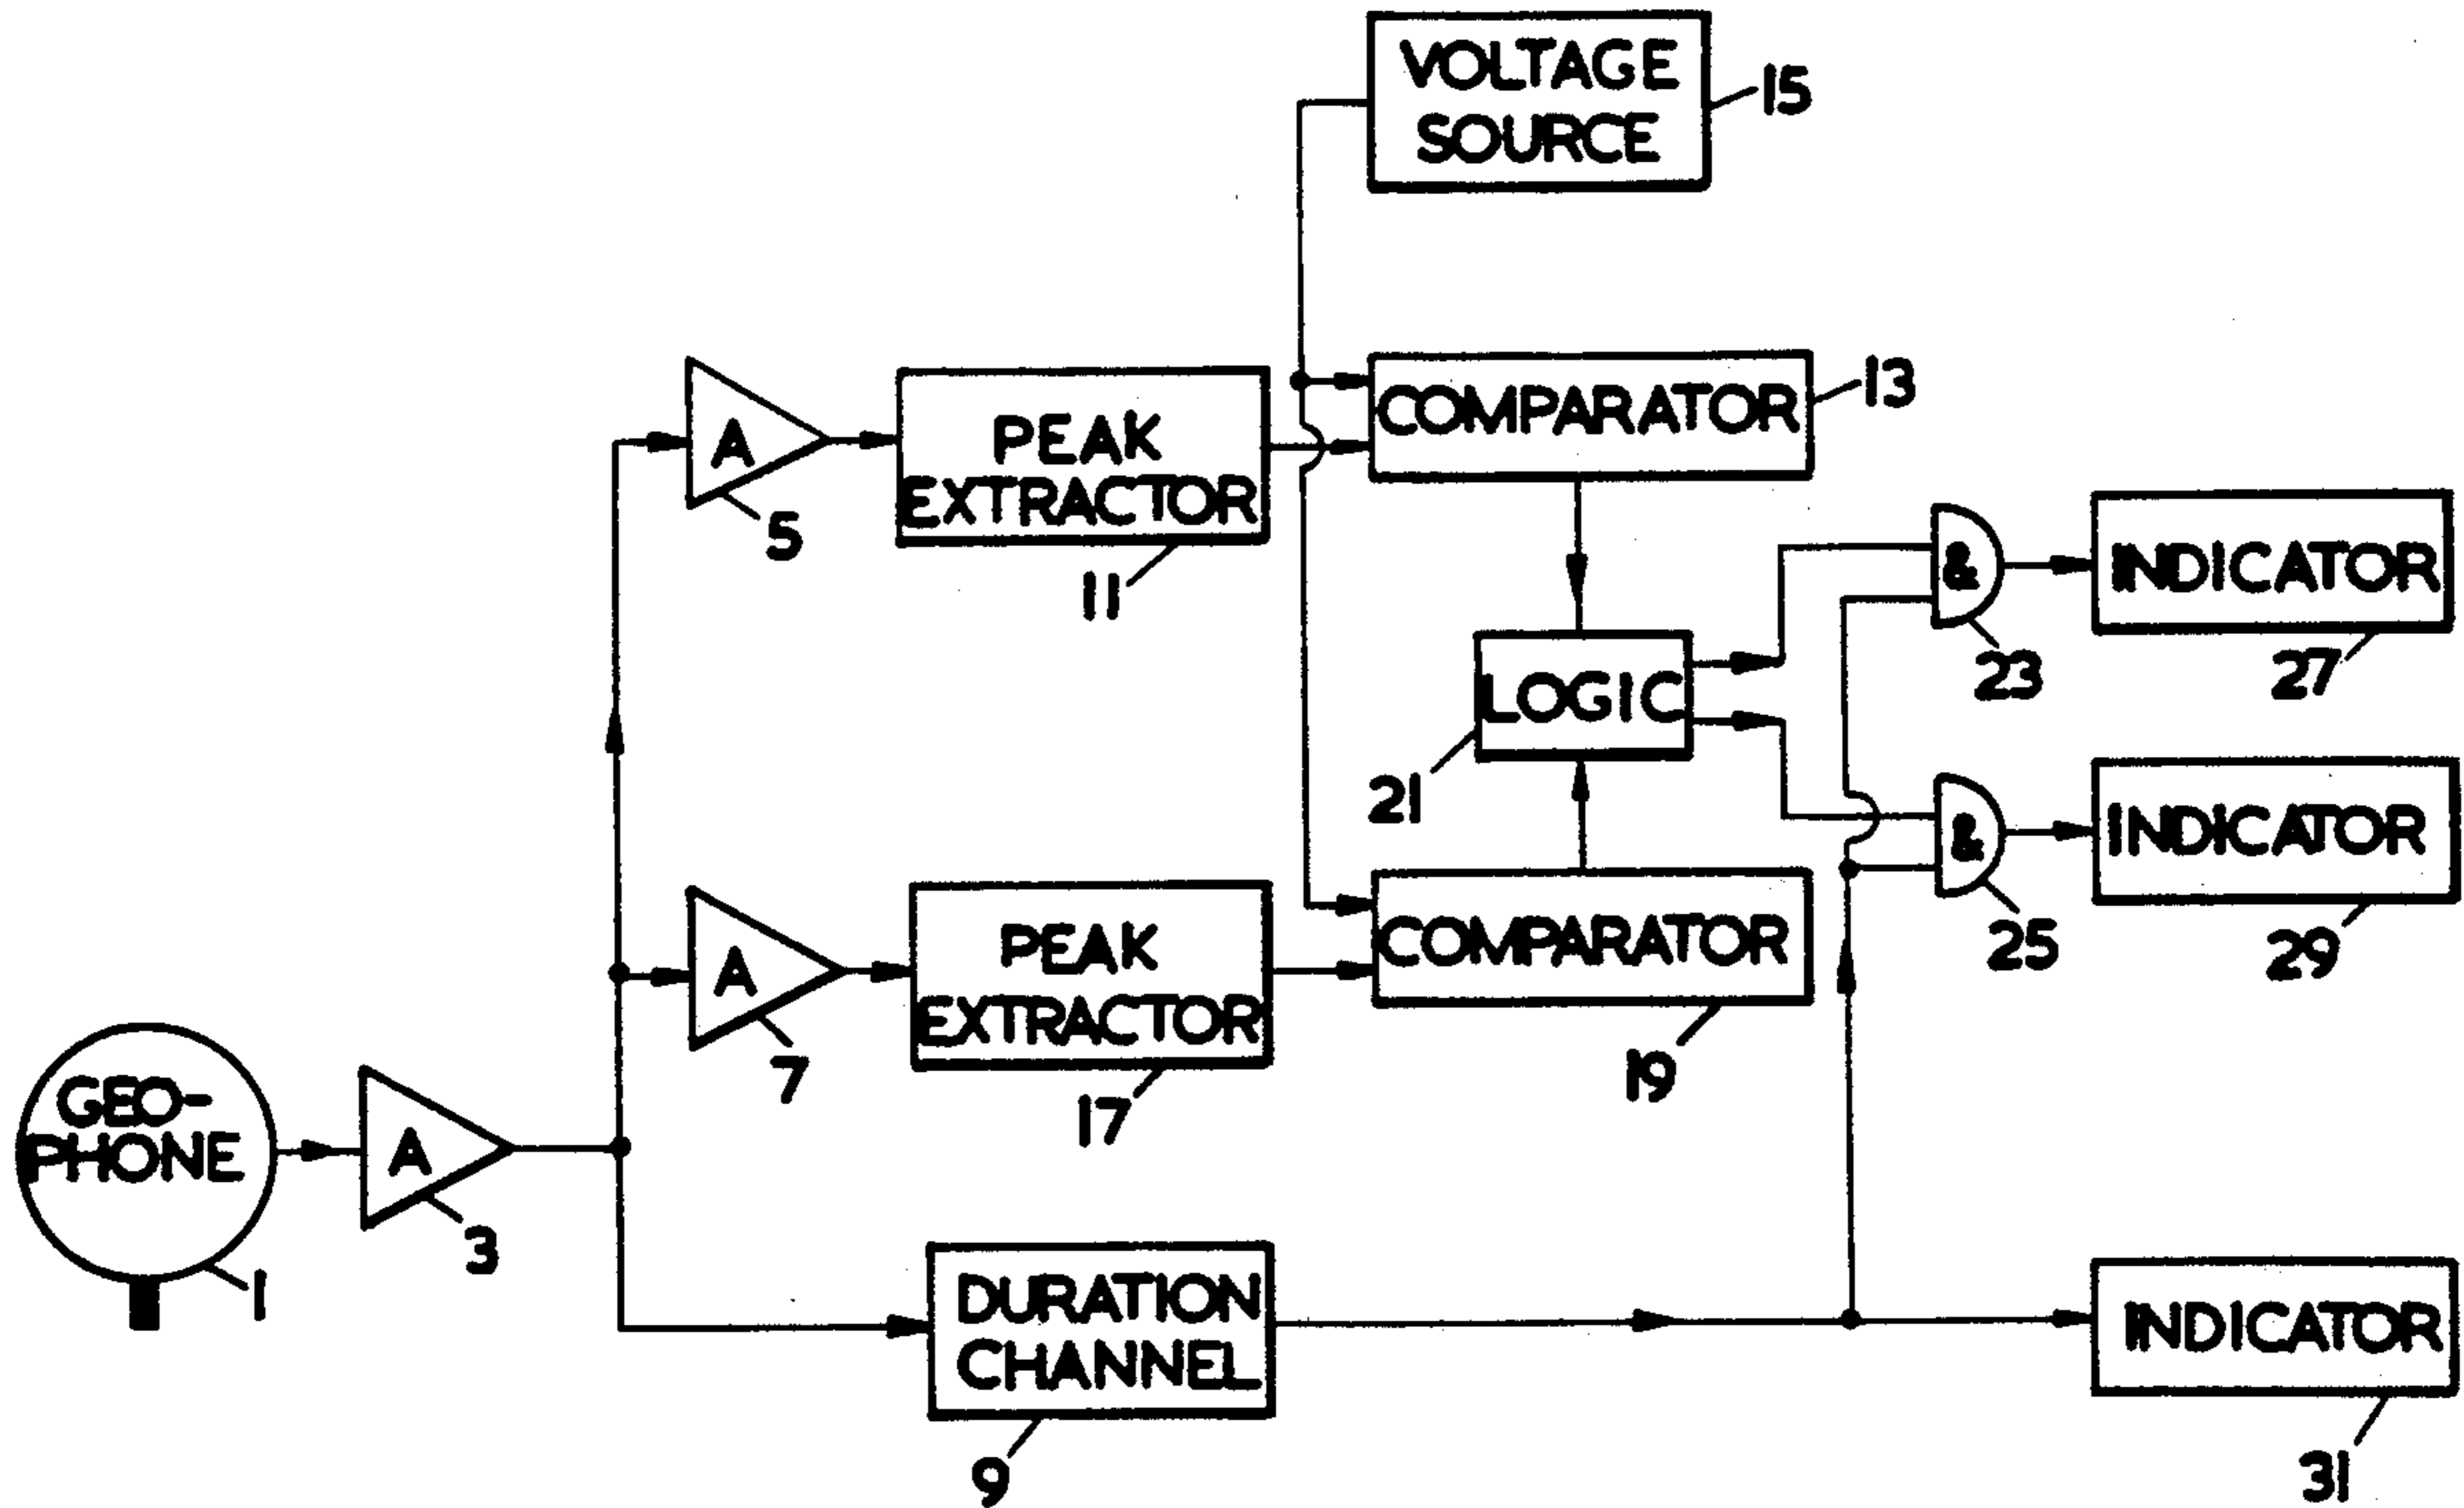 VOLTAGE
SOURCE
15
A
5
PEAK
EXTRACTOR
11
COMPARATOR
13
&
23
INDICATOR
27
LOGIC
21
&
25
INDICATOR
29
A
7
PEAK
EXTRACTOR
17
COMPARATOR
19
GEO-
PHONE
1
A
3
DURATION
CHANNEL
9
INDICATOR
31